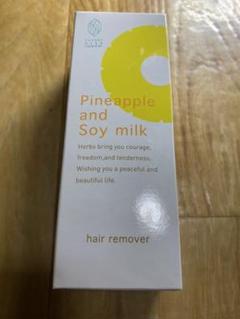 Pineapple
and
Soy milk
Herbs bring you courage,
freedom,and tenderness.
Wishing you a peaceful and
beautiful life.
hair remover